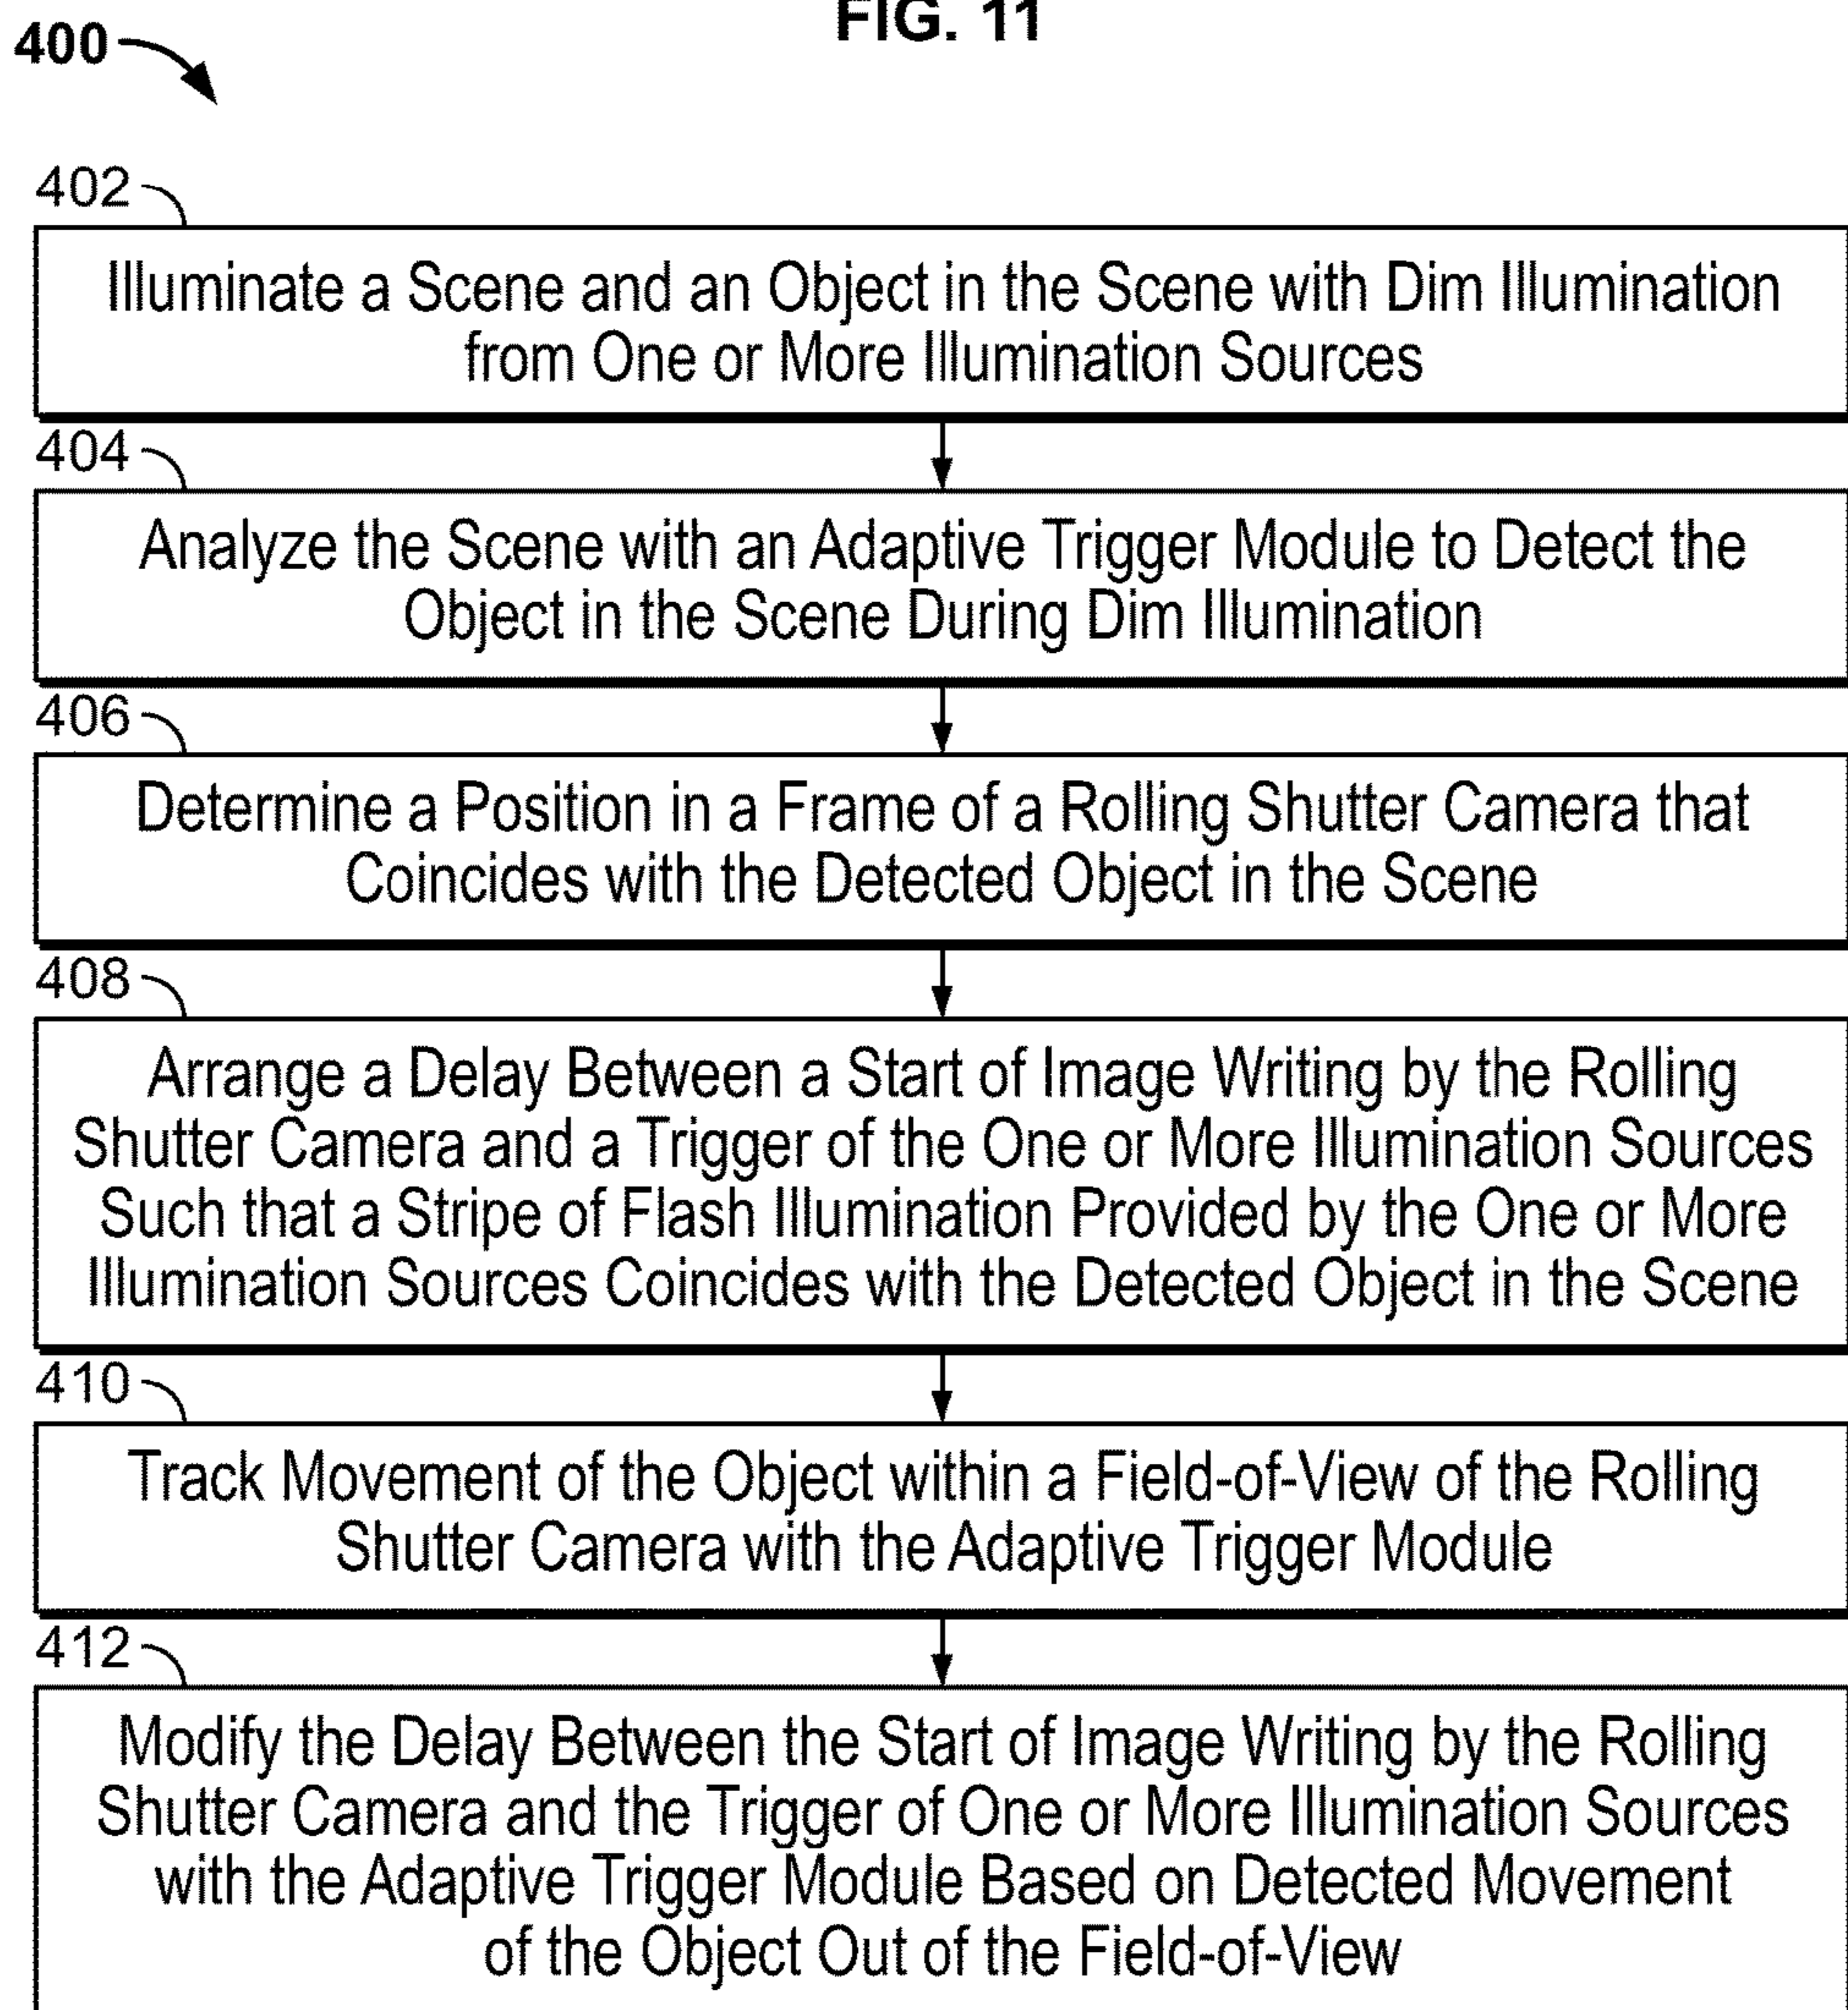 FIG. 11
400
402
Illuminate a Scene and an Object in the Scene with Dim Illumination
from One or More Illumination Sources
404
Analyze the Scene with an Adaptive Trigger Module to Detect the
Object in the Scene During Dim Illumination
406
Determine a Position in a Frame of a Rolling Shutter Camera that
Coincides with the Detected Object in the Scene
408
Arrange a Delay Between a Start of Image Writing by the Rolling
Shutter Camera and a Trigger of the One or More Illumination Sources
Such that a Stripe of Flash Illumination Provided by the One or More
Illumination Sources Coincides with the Detected Object in the Scene
410
Track Movement of the Object within a Field-of-View of the Rolling
Shutter Camera with the Adaptive Trigger Module
412
Modify the Delay Between the Start of Image Writing by the Rolling
Shutter Camera and the Trigger of One or More Illumination Sources
with the Adaptive Trigger Module Based on Detected Movement
of the Object Out of the Field-of-View